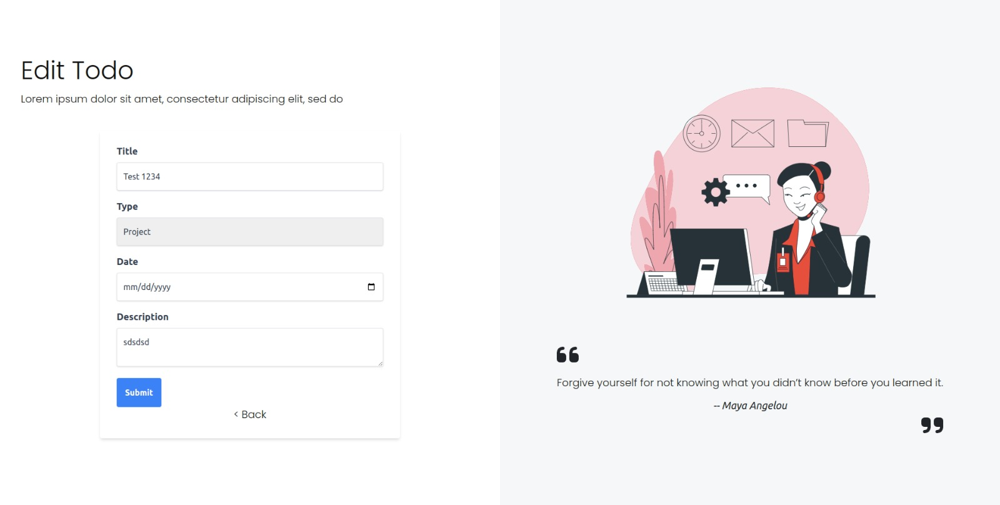 Edit Todo
Lorem ipsum dolor sit amet, consectetur adipiscing elit, sed do
Title
Test 1234
Type
Project
Date
mm/dd/yyyy
Description
sdsdsd
Submit
< Back
“
Forgive yourself for not knowing what you didn’t know before you learned it.
-- Maya Angelou
”